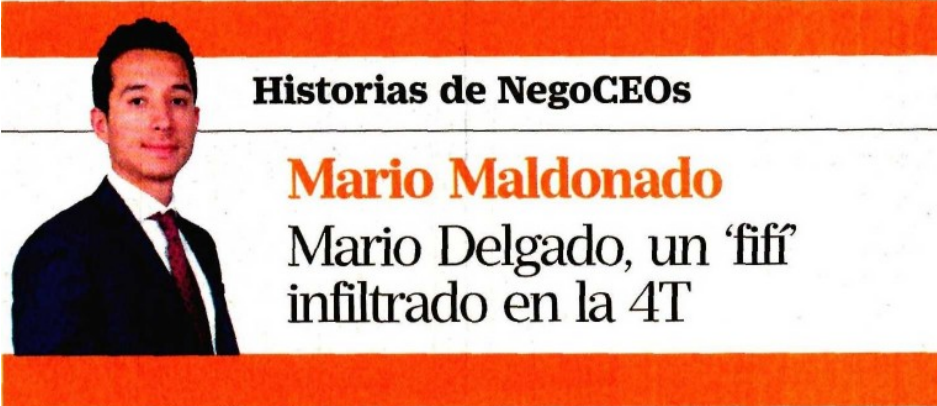 Historias de NegoCEOs
Mario Maldonado
Mario Delgado, un ‘fifí’
infiltrado en la 4T